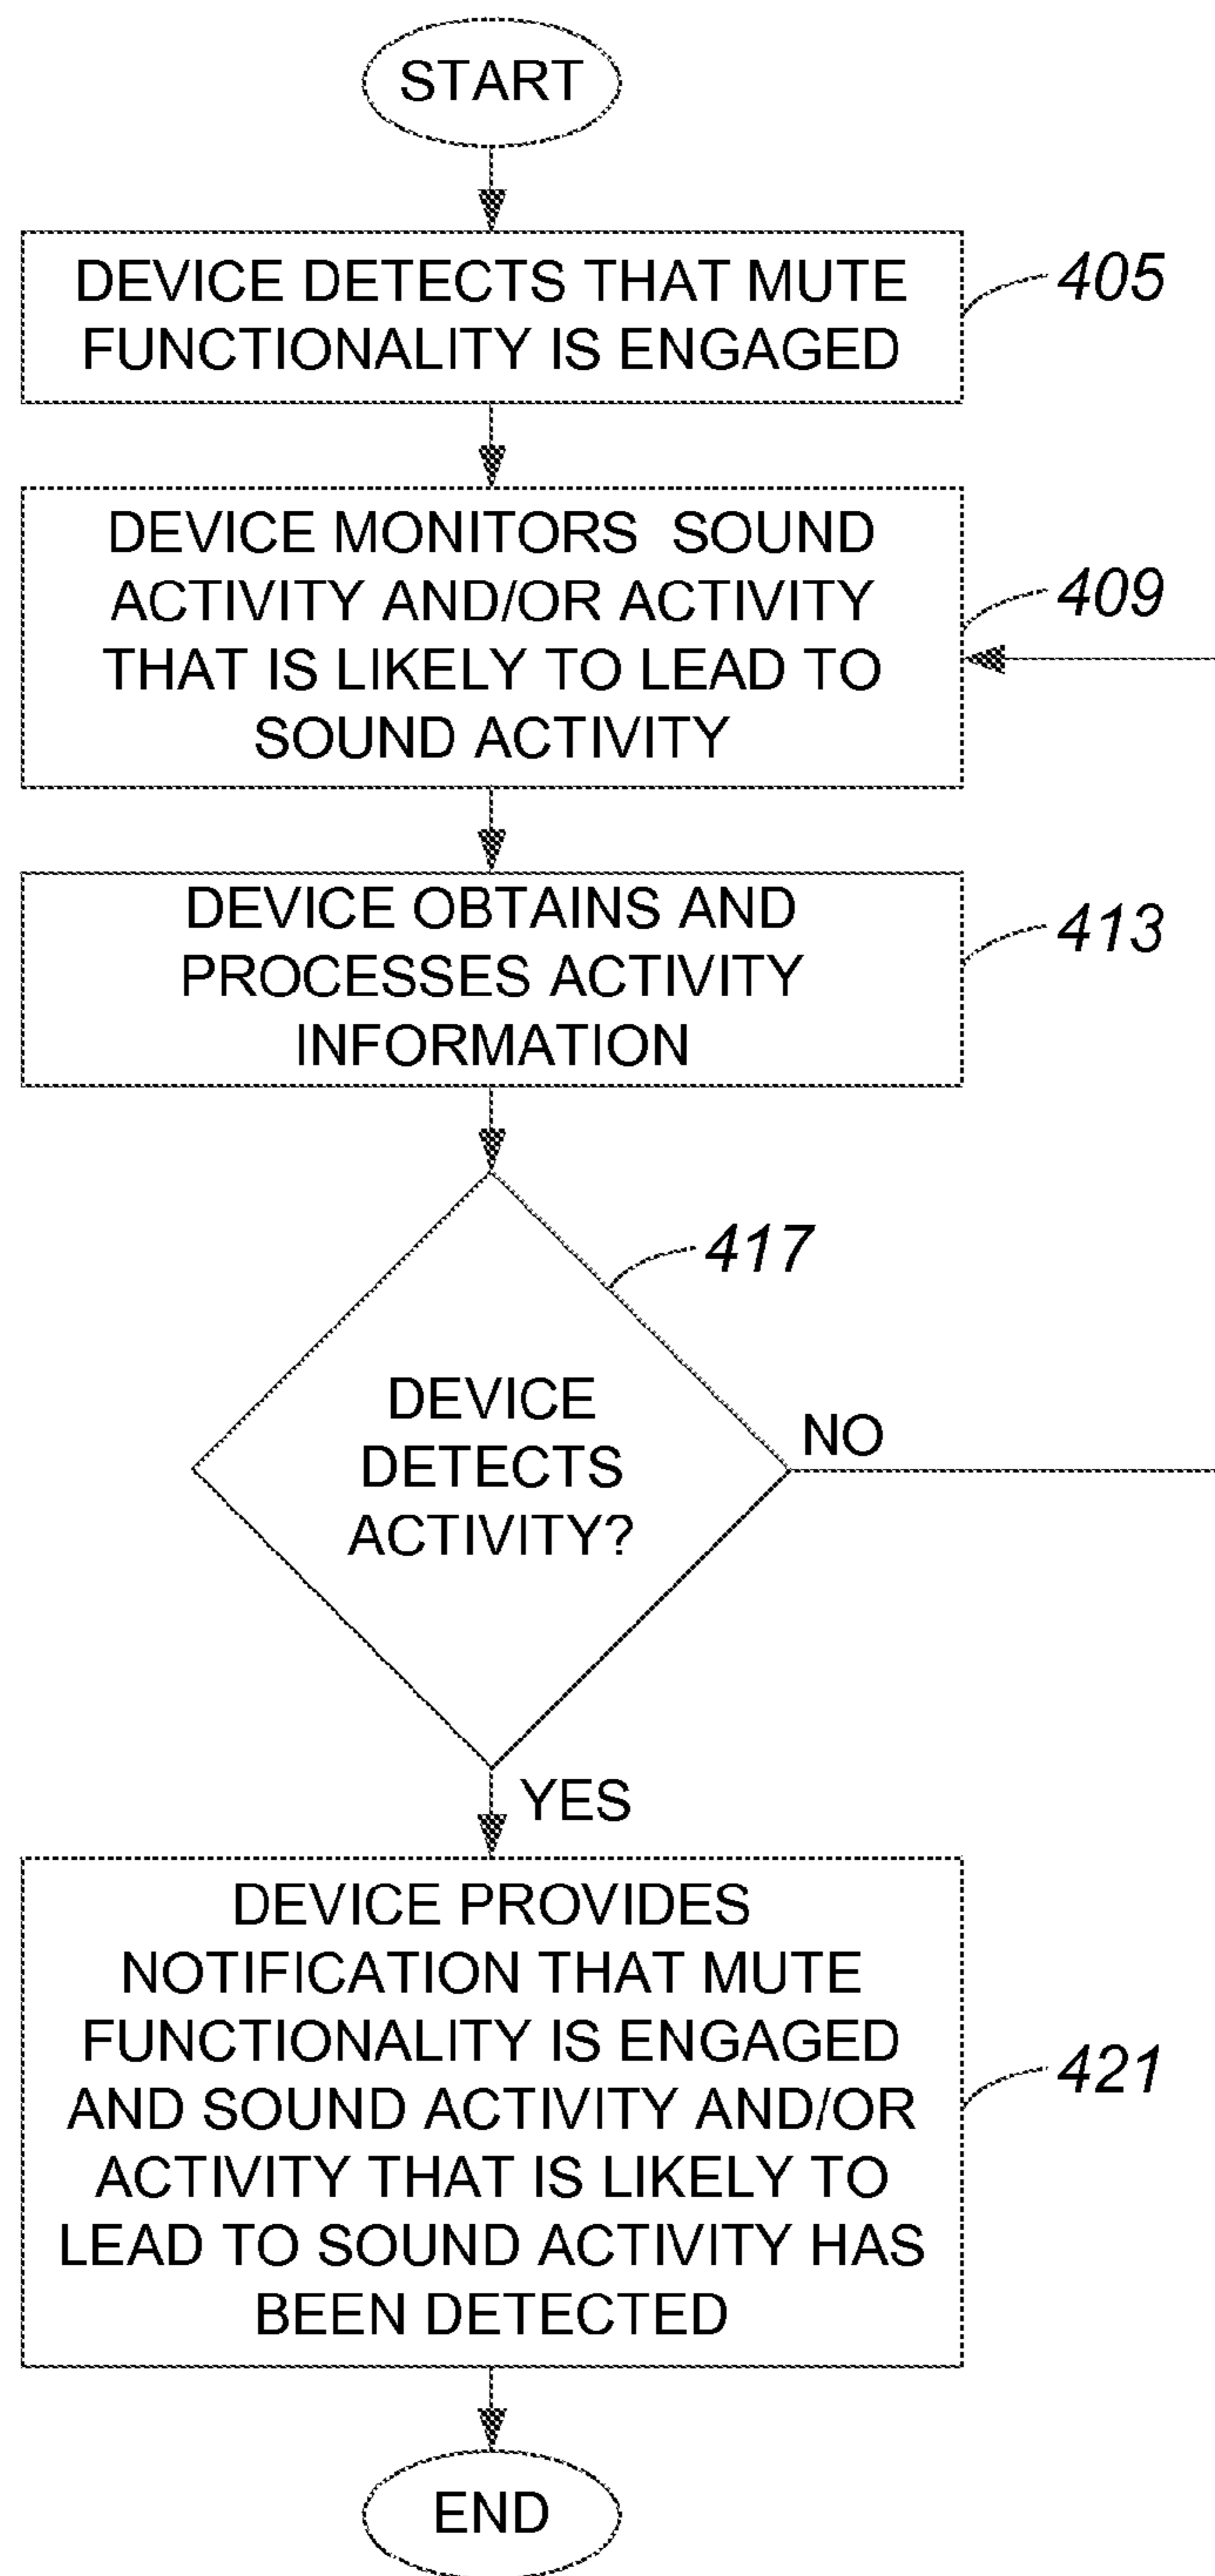 START
DEVICE DETECTS THAT MUTE
FUNCTIONALITY IS ENGAGED
405
DEVICE MONITORS SOUND
ACTIVITY AND/OR ACTIVITY
THAT IS LIKELY TO LEAD TO
SOUND ACTIVITY
409
DEVICE OBTAINS AND
PROCESSES ACTIVITY
INFORMATION
413
417
DEVICE
DETECTS
ACTIVITY?
NO
YES
DEVICE PROVIDES
NOTIFICATION THAT MUTE
FUNCTIONALITY IS ENGAGED
AND SOUND ACTIVITY AND/OR
ACTIVITY THAT IS LIKELY TO
LEAD TO SOUND ACTIVITY HAS
BEEN DETECTED
421
END